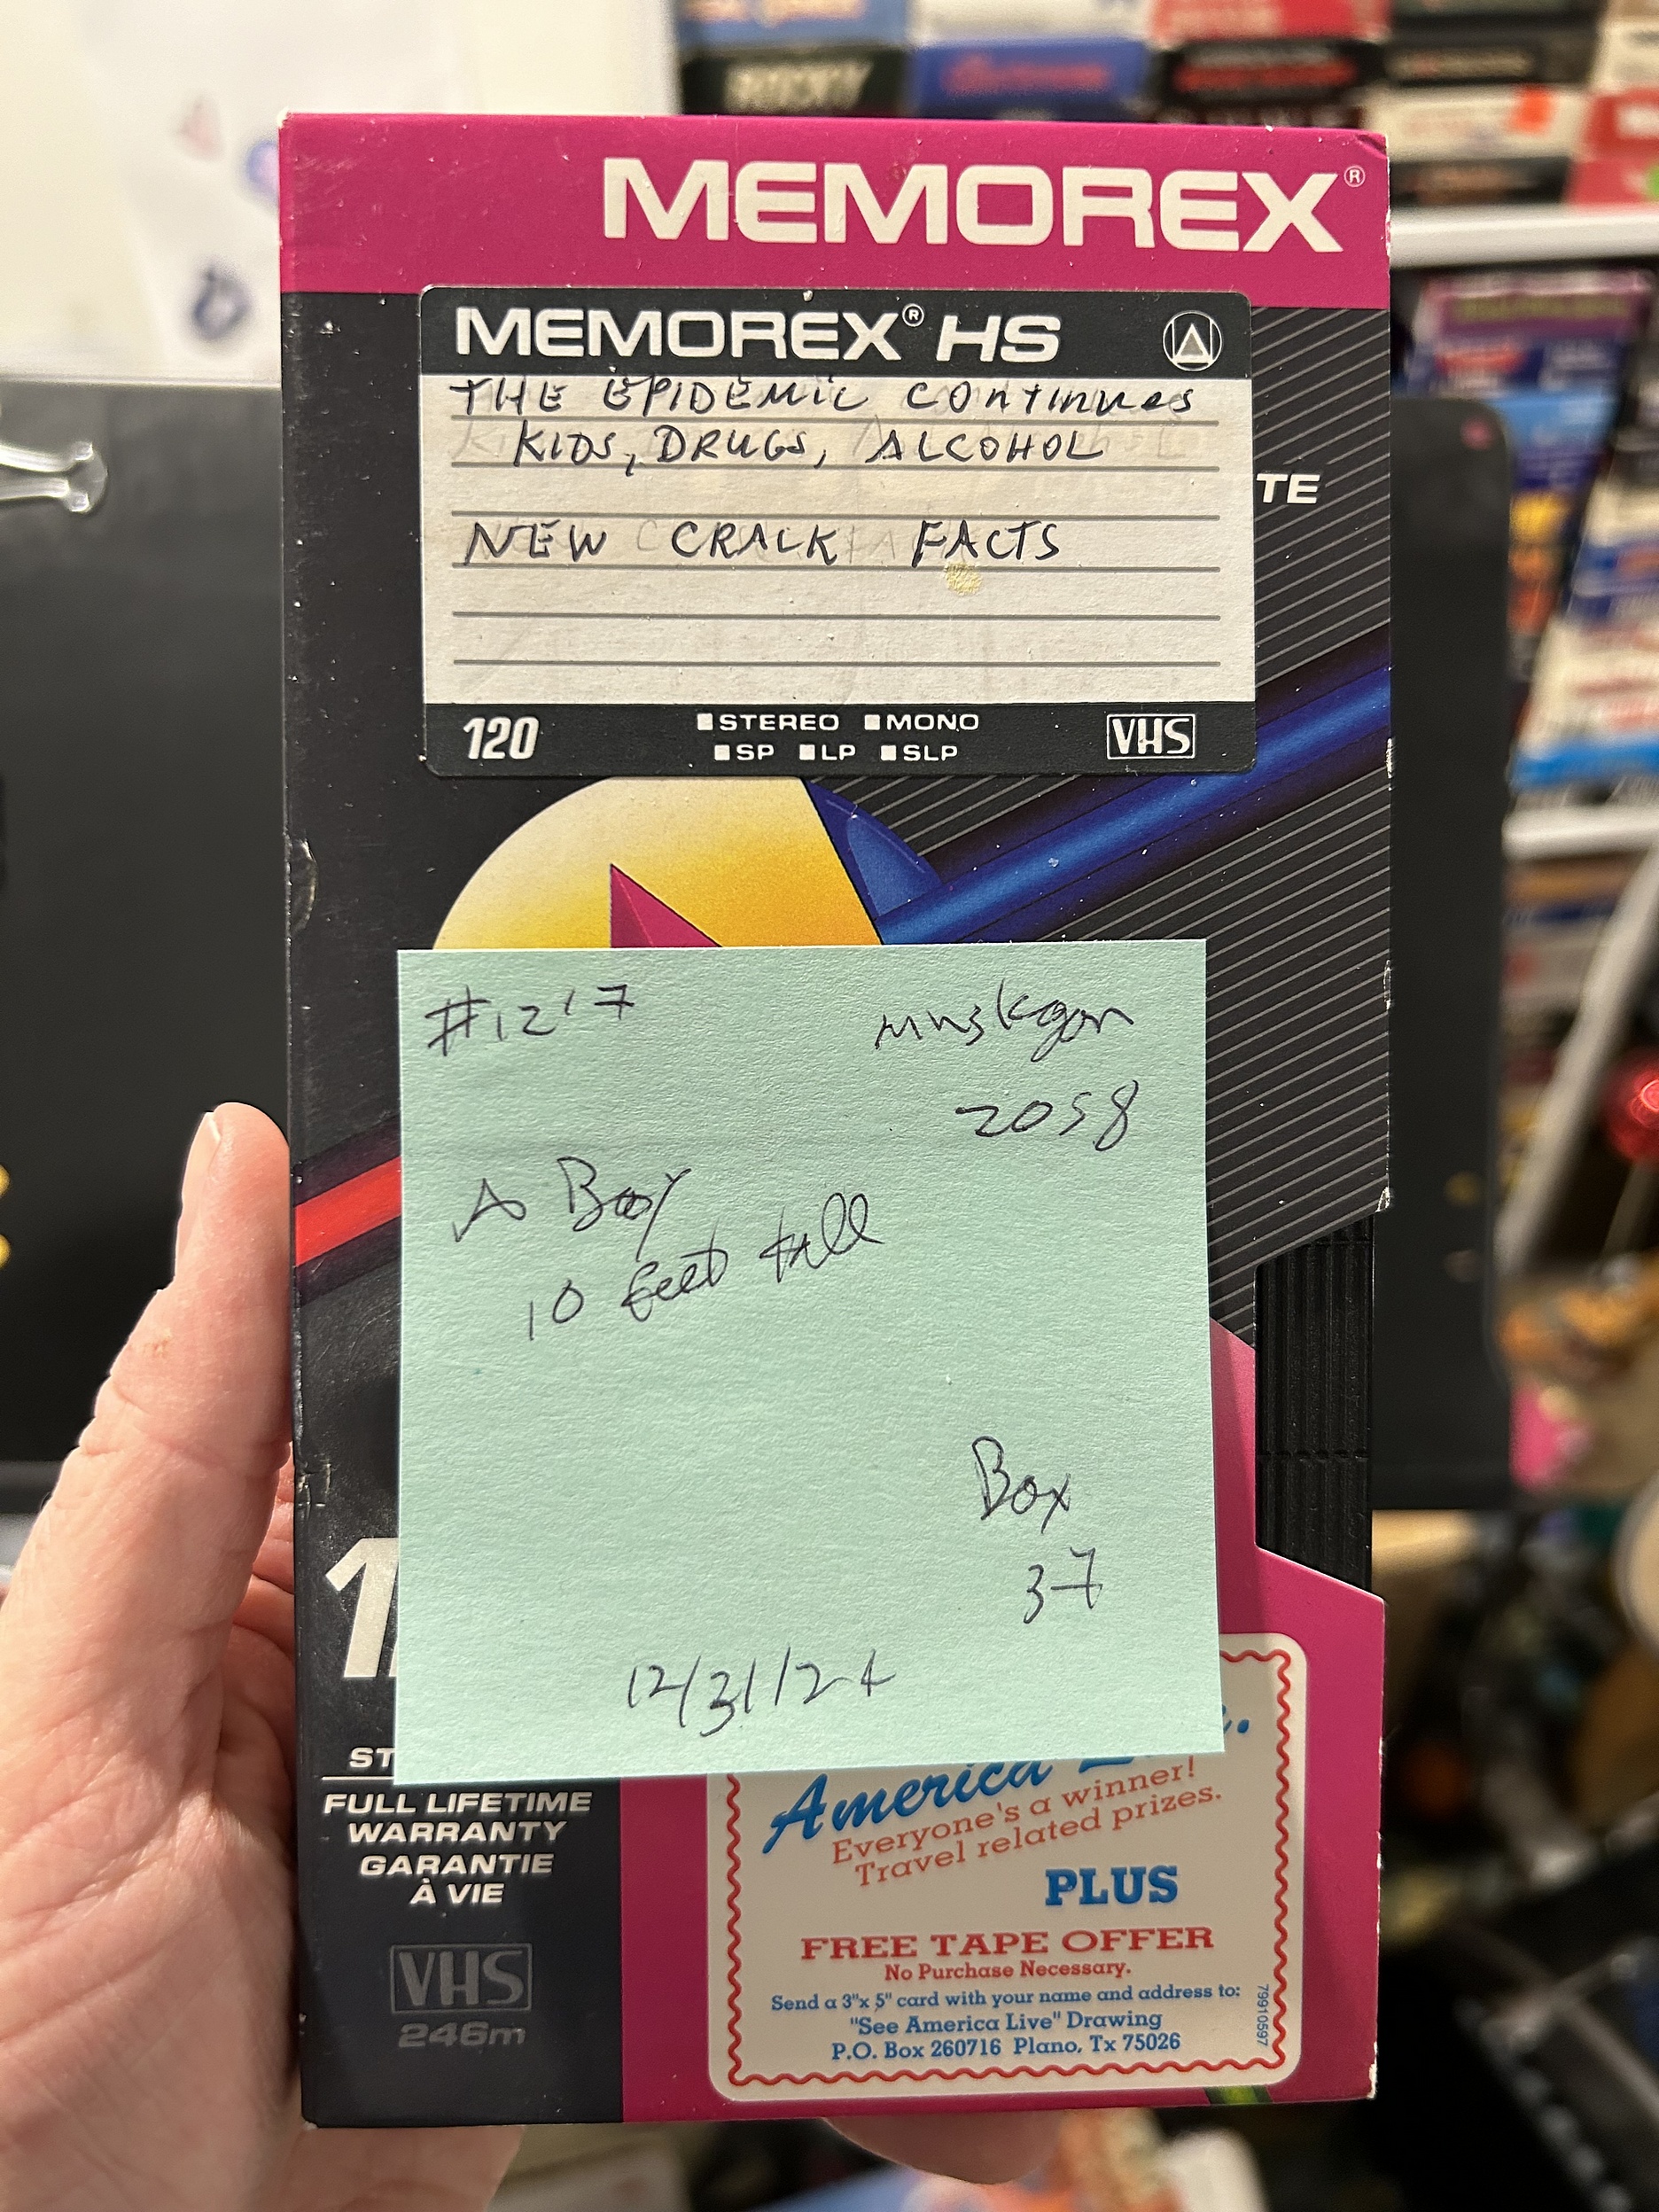 MEMOREX®
MEMOREX® HS
THE EPIDEMIC CONTINUES
KIDS, DRUGS, ALCOHOL
TE
NEW CRACK FACTS
120
STEREO MONO
SP LP SLP
VHS
#1217
Muskegon
2058
A Boy
10 feet tall
Box
37
12/31/24
ST
FULL LIFETIME
WARRANTY
GARANTIE
À VIE
VHS
246m
America
Everyone's a winner!
Travel related prizes.
PLUS
FREE TAPE OFFER
No Purchase Necessary.
Send a 3"x 5" card with your name and address to:
"See America Live" Drawing
P.O. Box 260716 Plano, Tx 75026
79910597